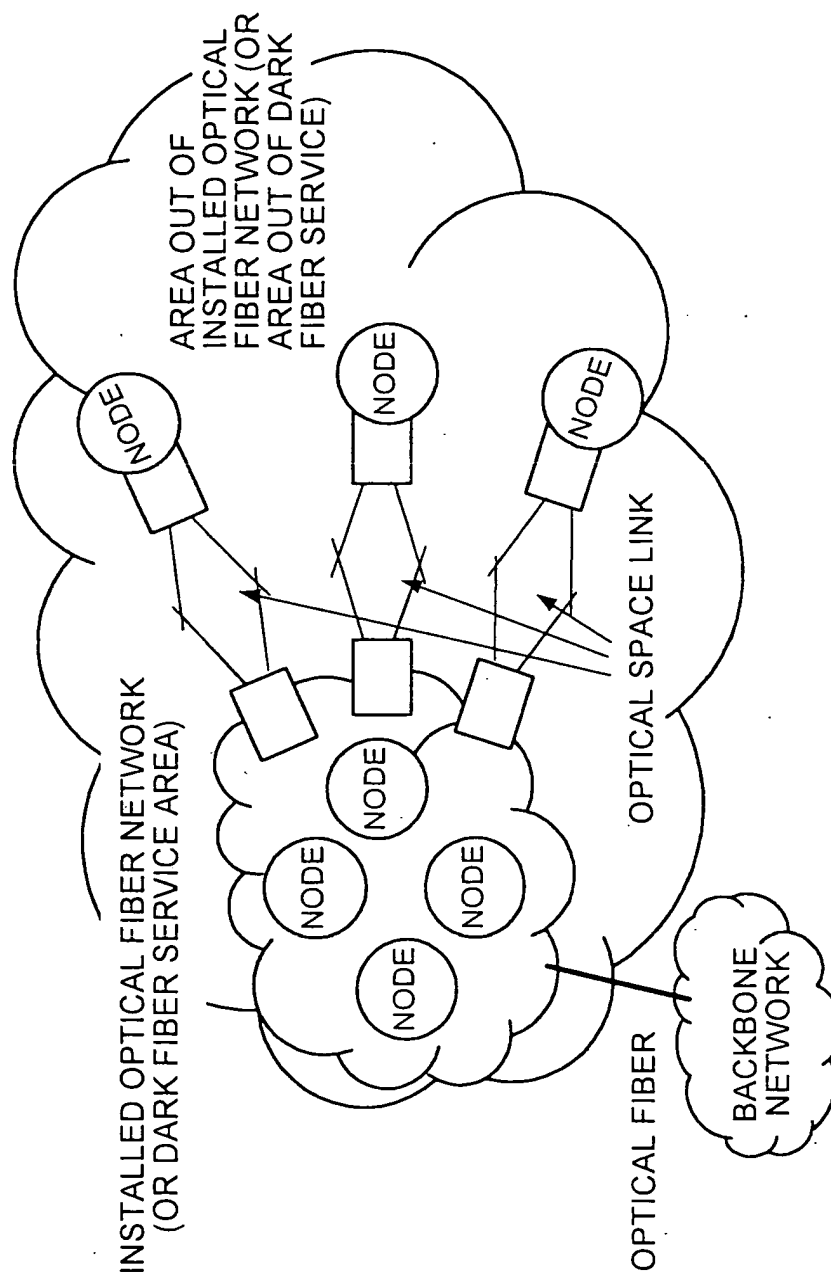 INSTALLED OPTICAL FIBER NETWORK
(OR DARK FIBER SERVICE AREA)
AREA OUT OF
INSTALLED OPTICAL
FIBER NETWORK (OR
AREA OUT OF DARK
FIBER SERVICE)
NODE
NODE
NODE
NODE
NODE
NODE
NODE
OPTICAL SPACE LINK
OPTICAL FIBER
BACKBONE
NETWORK